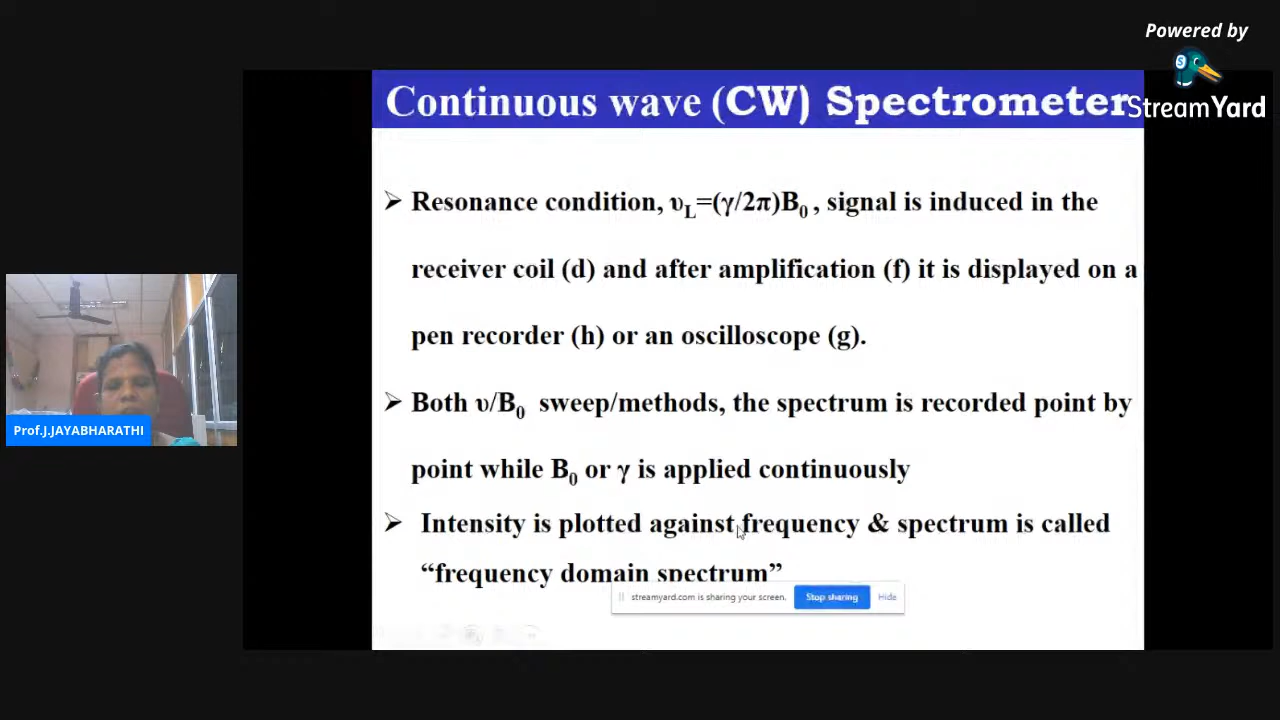 Powered by
StreamYard
Continuous wave (CW) Spectrometer
➢ Resonance condition, υL=(γ/2π)B0 , signal is induced in the
receiver coil (d) and after amplification (f) it is displayed on a
pen recorder (h) or an oscilloscope (g).
➢ Both υ/B0 sweep/methods, the spectrum is recorded point by
point while B0 or γ is applied continuously
➢ Intensity is plotted against frequency & spectrum is called
“frequency domain spectrum”
streamyard.com is sharing your screen. Stop sharing Hide
Prof.J.JAYABHARATHI